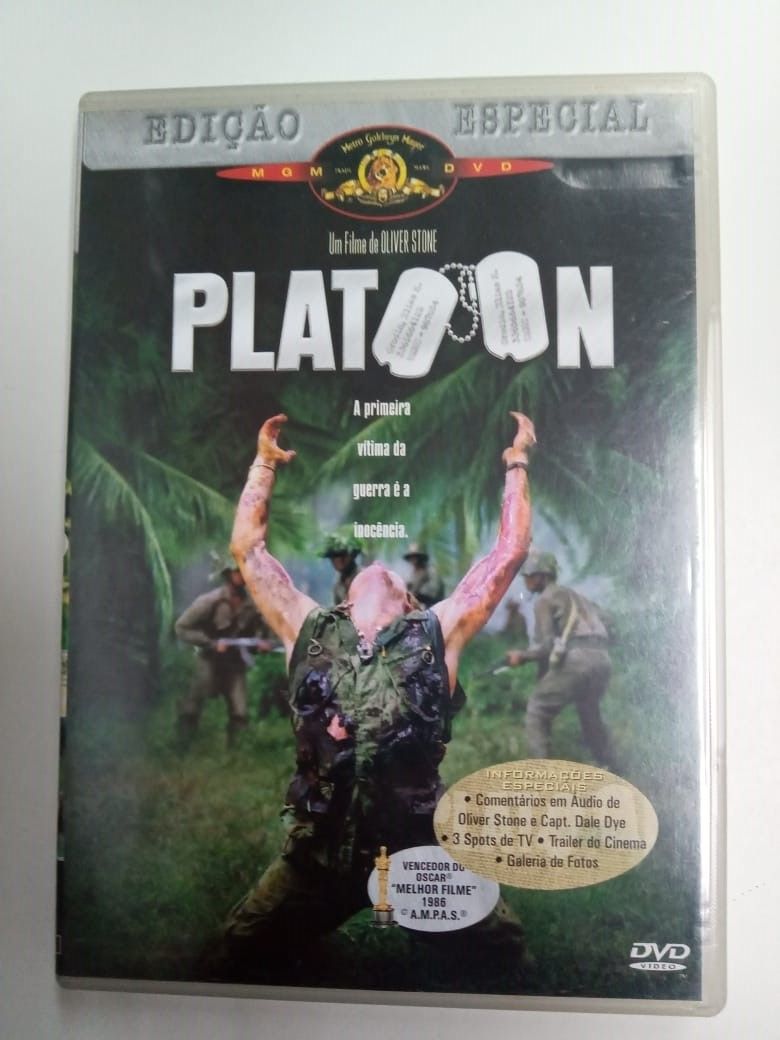 EDIÇÃO ESPECIAL
Metro Goldwyn Mayer
TRADE MARK
MGM DVD
Um Filme de OLIVER STONE
PLATOON
A primeira
vítima da
guerra é a
inocência.
INFORMAÇÕES
ESPECIAIS
• Comentários em Áudio de
Oliver Stone e Capt. Dale Dye
• 3 Spots de TV • Trailer do Cinema
• Galeria de Fotos
VENCEDOR DO
OSCAR®
"MELHOR FILME"
1986
© A.M.P.A.S.®
DVD
VIDEO